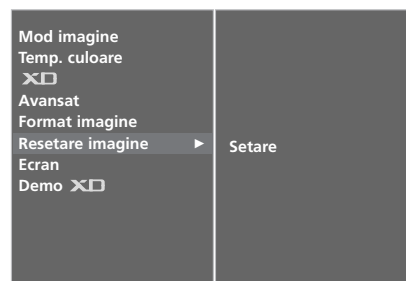 Mod imagine
Temp. culoare
XD
Avansat
Format imagine
Resetare imagine ► Setare
Ecran
Demo XD